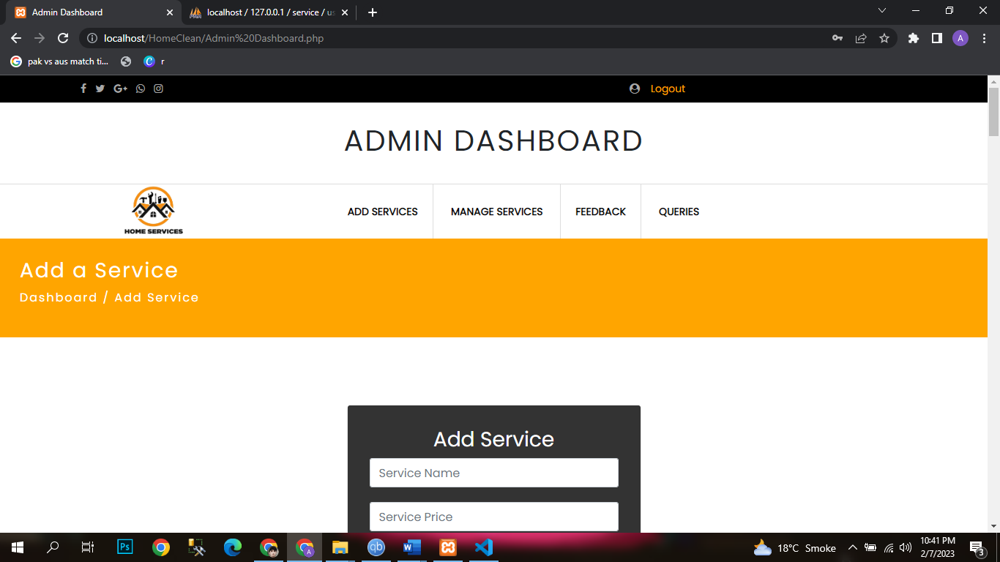 Admin Dashboard
localhost / 127.0.0.1 / service / us
localhost/HomeClean/Admin%20Dashboard.php
A
pak vs aus match ti...
r
Logout
ADMIN DASHBOARD
HOME SERVICES
ADD SERVICES
MANAGE SERVICES
FEEDBACK
QUERIES
Add a Service
Dashboard / Add Service
Add Service
Service Name
Service Price
Ps
qb
A
18°C Smoke
10:41 PM
2/7/2023
3